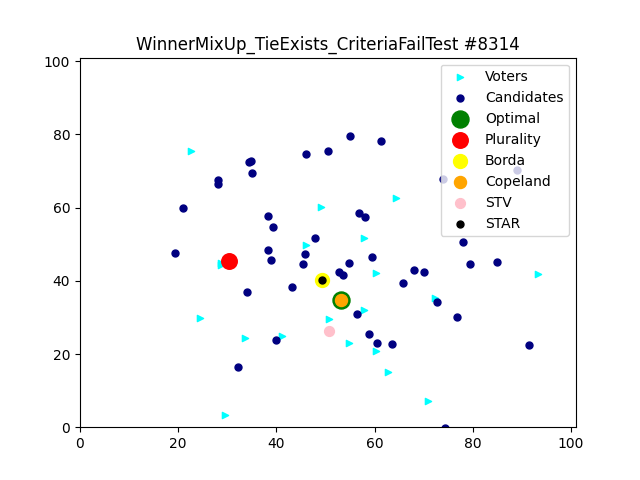 WinnerMixUp_TieExists_CriteriaFailTest #8314
100
80
60
40
20
0
0 20 40 60 80 100
Voters
Candidates
Optimal
Plurality
Borda
Copeland
STV
STAR